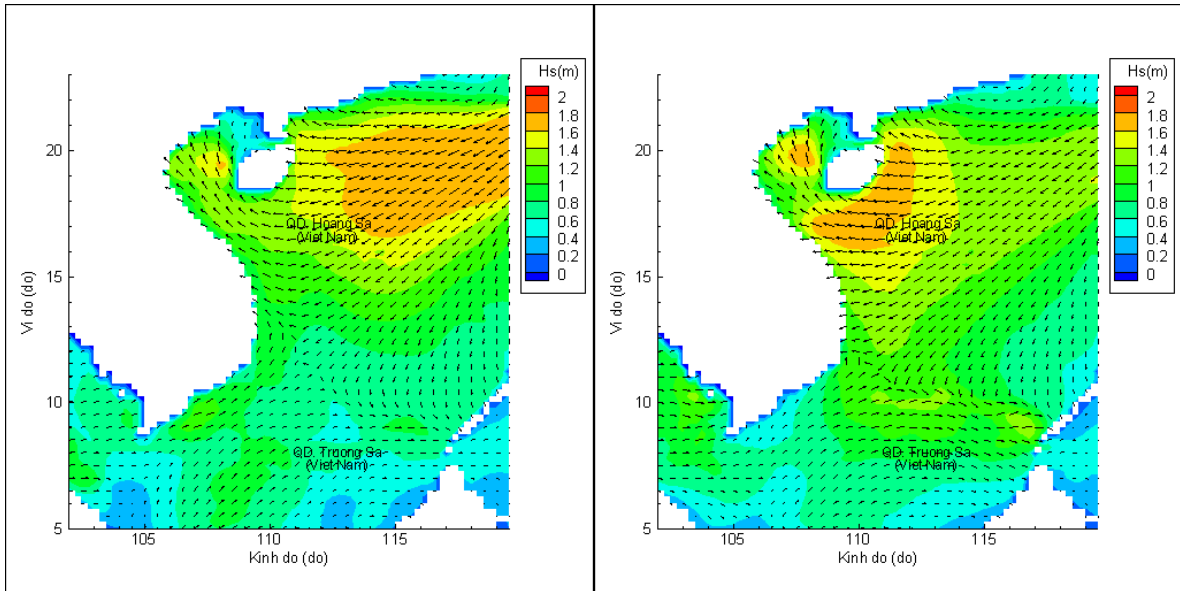 Hs(m)
2
1.8
1.6
1.4
1.2
1
0.8
0.6
0.4
0.2
0
20
15
10
5
Vi do (do)
QD. Hoang Sa
(Viet Nam)
QD. Truong Sa
(Viet Nam)
105
110
115
Kinh do (do)
Hs(m)
2
1.8
1.6
1.4
1.2
1
0.8
0.6
0.4
0.2
0
20
15
10
5
Vi do (do)
QD. Hoang Sa
(Viet Nam)
QD. Truong Sa
(Viet Nam)
105
110
115
Kinh do (do)